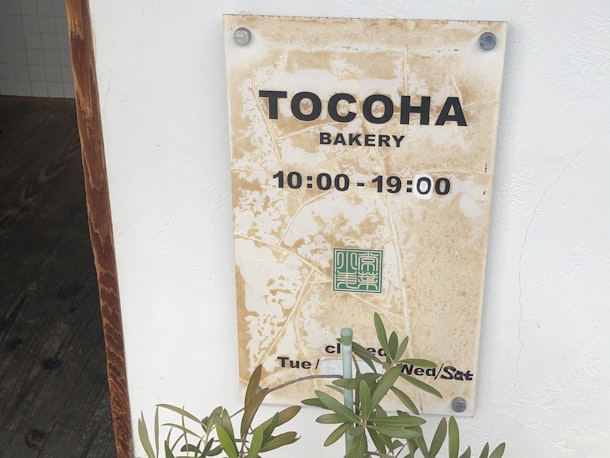 TOCOHA
BAKERY
10:00 - 19:00
Tue/ Wed/Sat